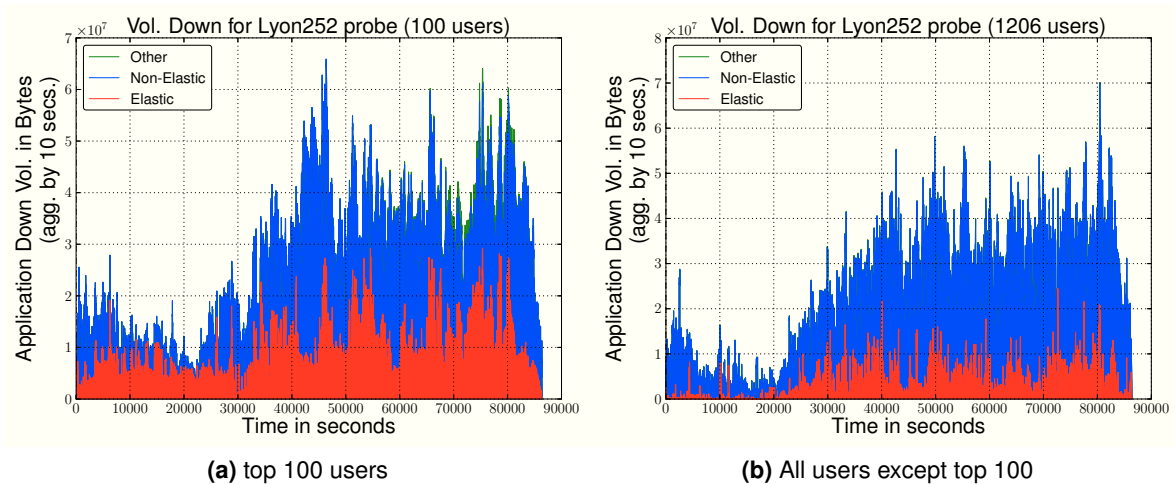 Vol. Down for Lyon252 probe (100 users)
×10⁷
7
6
5
4
3
2
1
0
Application Down Vol. in Bytes
(agg. by 10 secs.)
Other
Non-Elastic
Elastic
0 10000 20000 30000 40000 50000 60000 70000 80000 90000
Time in seconds
(a) top 100 users
Vol. Down for Lyon252 probe (1206 users)
×10⁷
8
7
6
5
4
3
2
1
0
Application Down Vol. in Bytes
(agg. by 10 secs.)
Other
Non-Elastic
Elastic
0 10000 20000 30000 40000 50000 60000 70000 80000 90000
Time in seconds
(b) All users except top 100